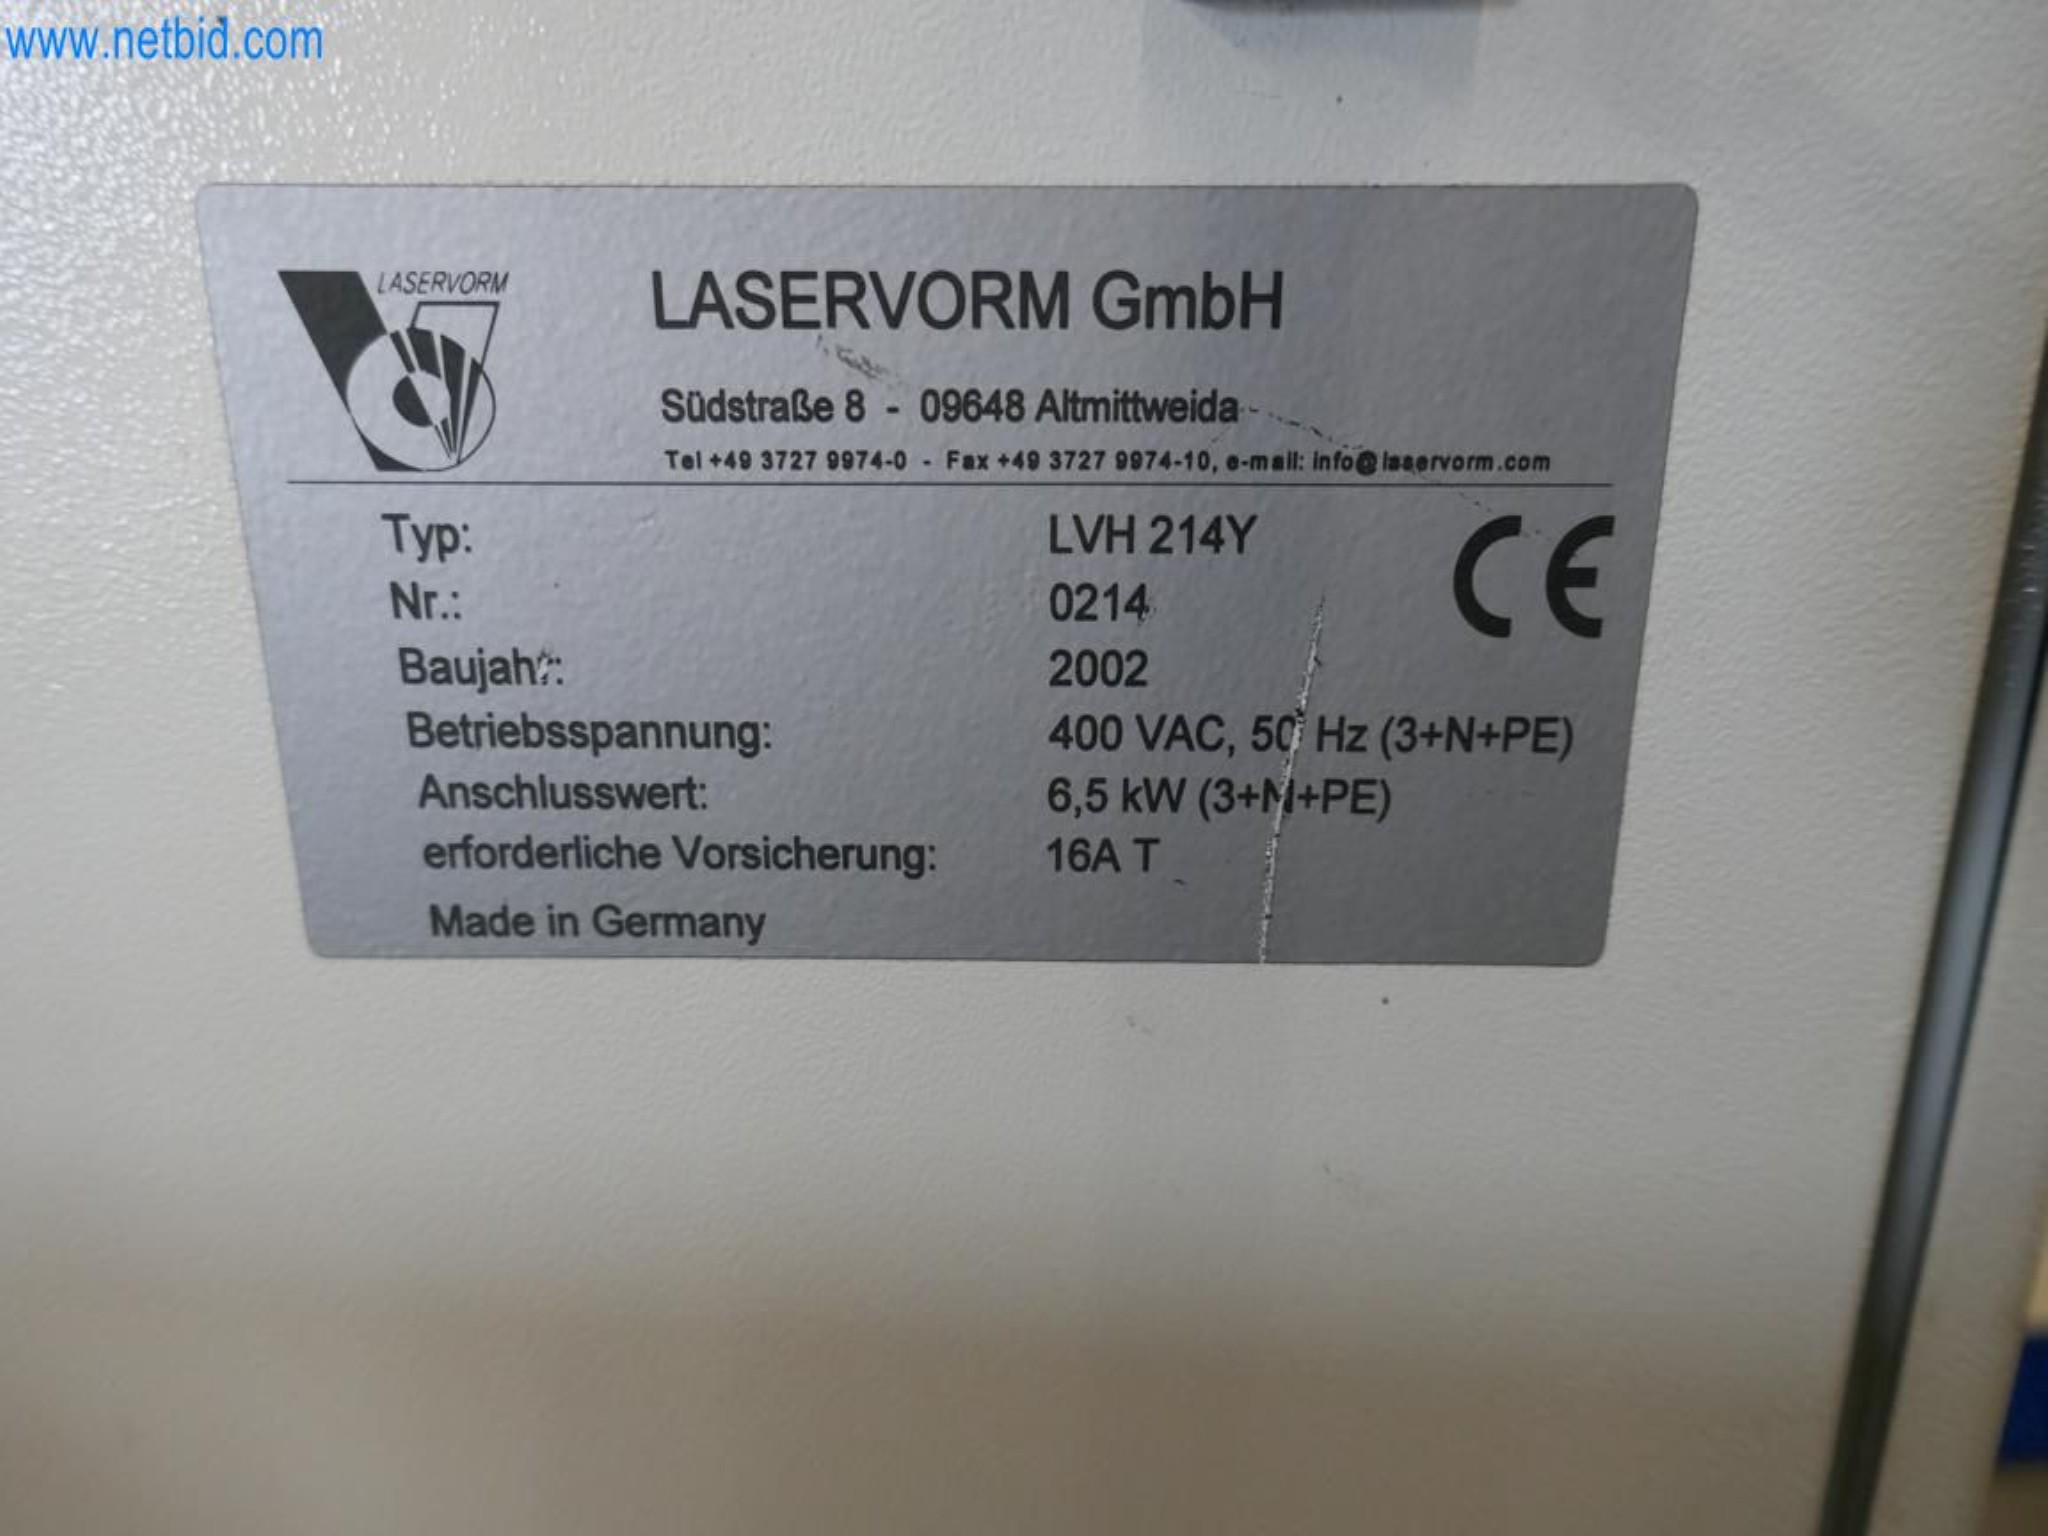 www.netbid.com
LASERVORM
LASERVORM GmbH
Südstraße 8 - 09648 Altmittweida
Tel +49 3727 9974-0 - Fax +49 3727 9974-10, e-mail: info@laservorm.com
Typ: LVH 214Y
CE
Nr.: 0214
Baujahr: 2002
Betriebsspannung: 400 VAC, 50 Hz (3+N+PE)
Anschlusswert: 6,5 kW (3+N+PE)
erforderliche Vorsicherung: 16A T
Made in Germany